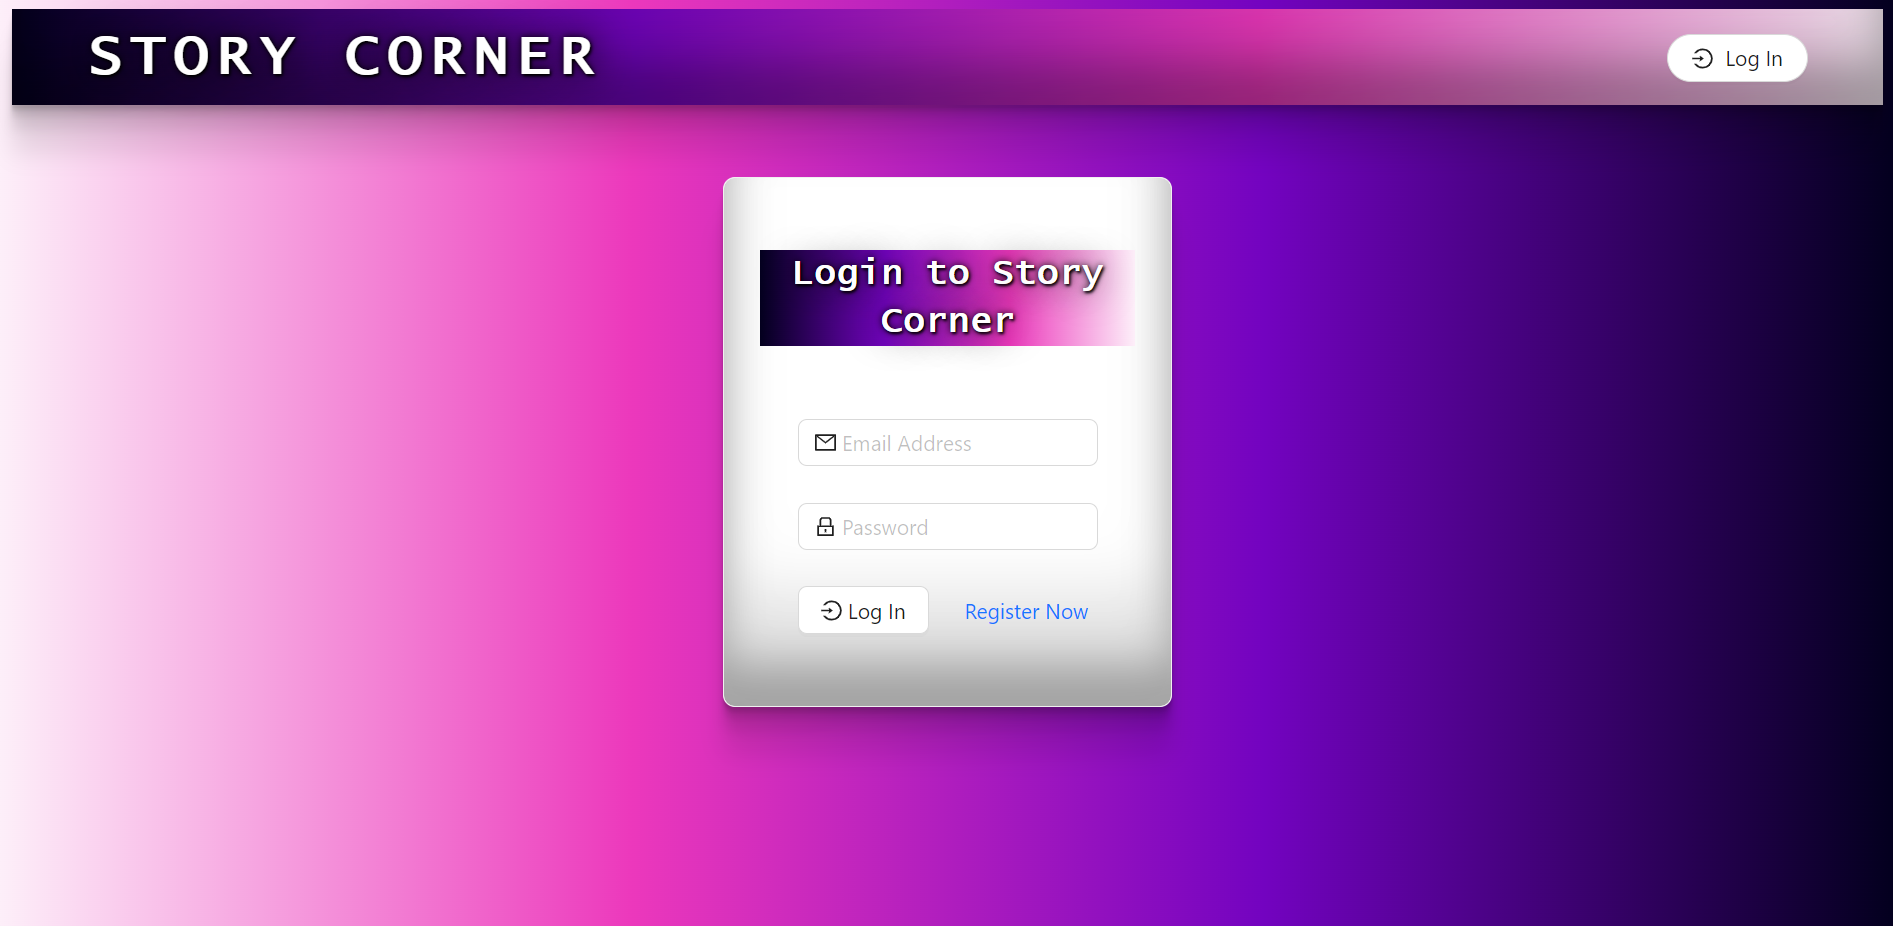 STORY CORNER
Log In
Login to Story
Corner
Email Address
Password
Log In
Register Now